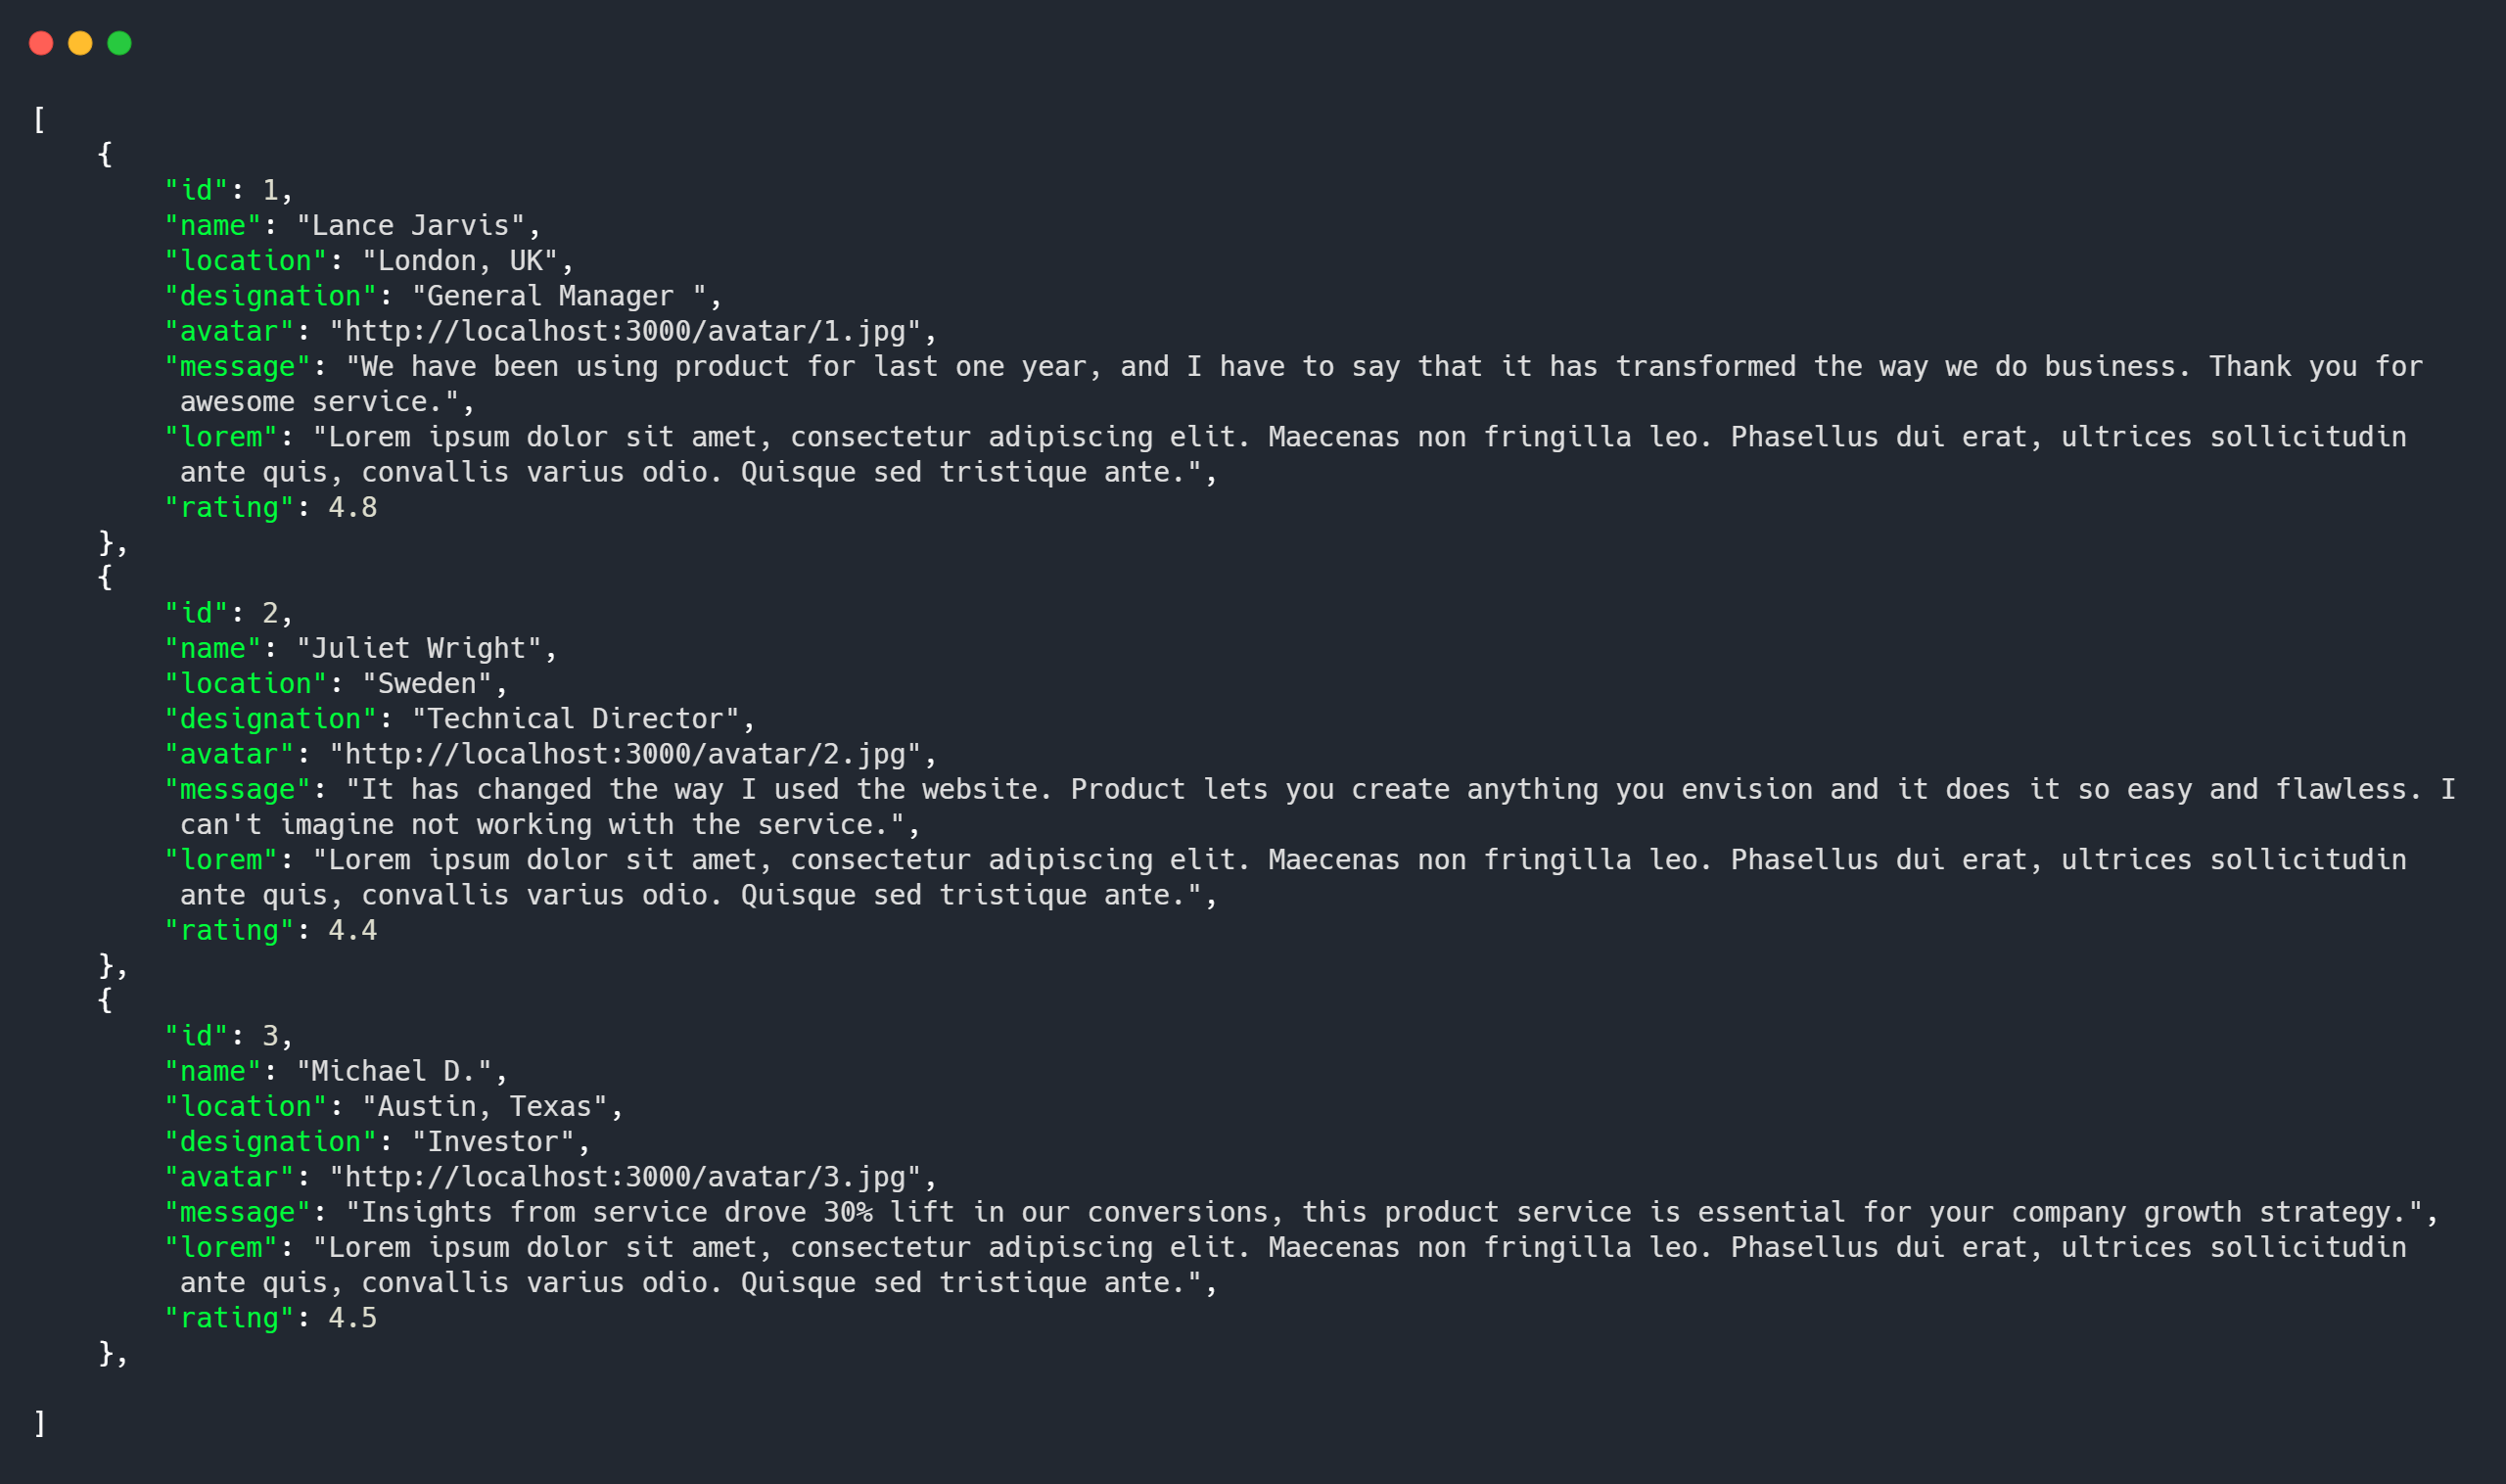 [
    {
        "id": 1,
        "name": "Lance Jarvis",
        "location": "London, UK",
        "designation": "General Manager ",
        "avatar": "http://localhost:3000/avatar/1.jpg",
        "message": "We have been using product for last one year, and I have to say that it has transformed the way we do business. Thank you for
         awesome service.",
        "lorem": "Lorem ipsum dolor sit amet, consectetur adipiscing elit. Maecenas non fringilla leo. Phasellus dui erat, ultrices sollicitudin
         ante quis, convallis varius odio. Quisque sed tristique ante.",
        "rating": 4.8
    },
    {
        "id": 2,
        "name": "Juliet Wright",
        "location": "Sweden",
        "designation": "Technical Director",
        "avatar": "http://localhost:3000/avatar/2.jpg",
        "message": "It has changed the way I used the website. Product lets you create anything you envision and it does it so easy and flawless. I
         can't imagine not working with the service.",
        "lorem": "Lorem ipsum dolor sit amet, consectetur adipiscing elit. Maecenas non fringilla leo. Phasellus dui erat, ultrices sollicitudin
         ante quis, convallis varius odio. Quisque sed tristique ante.",
        "rating": 4.4
    },
    {
        "id": 3,
        "name": "Michael D.",
        "location": "Austin, Texas",
        "designation": "Investor",
        "avatar": "http://localhost:3000/avatar/3.jpg",
        "message": "Insights from service drove 30% lift in our conversions, this product service is essential for your company growth strategy.",
        "lorem": "Lorem ipsum dolor sit amet, consectetur adipiscing elit. Maecenas non fringilla leo. Phasellus dui erat, ultrices sollicitudin
         ante quis, convallis varius odio. Quisque sed tristique ante.",
        "rating": 4.5
    },
]